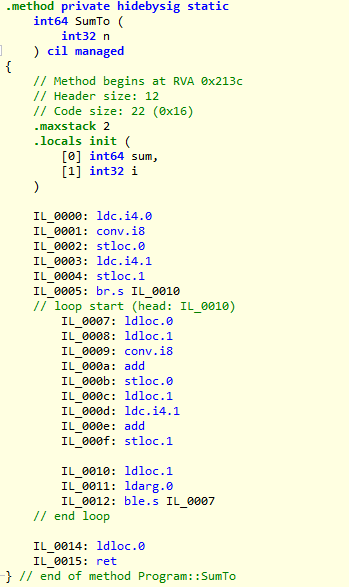 .method private hidebysig static
int64 SumTo (
int32 n
) cil managed
{
// Method begins at RVA 0x213c
// Header size: 12
// Code size: 22 (0x16)
.maxstack 2
.locals init (
[0] int64 sum,
[1] int32 i
)
IL_0000: ldc.i4.0
IL_0001: conv.i8
IL_0002: stloc.0
IL_0003: ldc.i4.1
IL_0004: stloc.1
IL_0005: br.s IL_0010
// loop start (head: IL_0010)
IL_0007: ldloc.0
IL_0008: ldloc.1
IL_0009: conv.i8
IL_000a: add
IL_000b: stloc.0
IL_000c: ldloc.1
IL_000d: ldc.i4.1
IL_000e: add
IL_000f: stloc.1
IL_0010: ldloc.1
IL_0011: ldarg.0
IL_0012: ble.s IL_0007
// end loop
IL_0014: ldloc.0
IL_0015: ret
} // end of method Program::SumTo